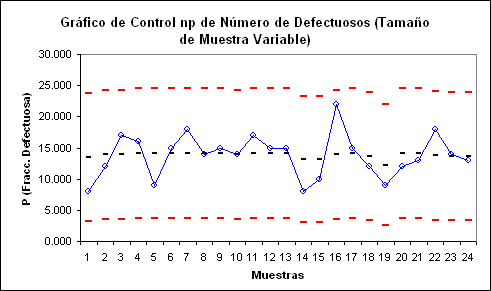 Gráfico de Control np de Número de Defectuosos (Tamaño
de Muestra Variable)
P (Fracc. Defectuosa)
30.000
25.000
20.000
15.000
10.000
5.000
0.000
1 2 3 4 5 6 7 8 9 10 11 12 13 14 15 16 17 18 19 20 21 22 23 24
Muestras